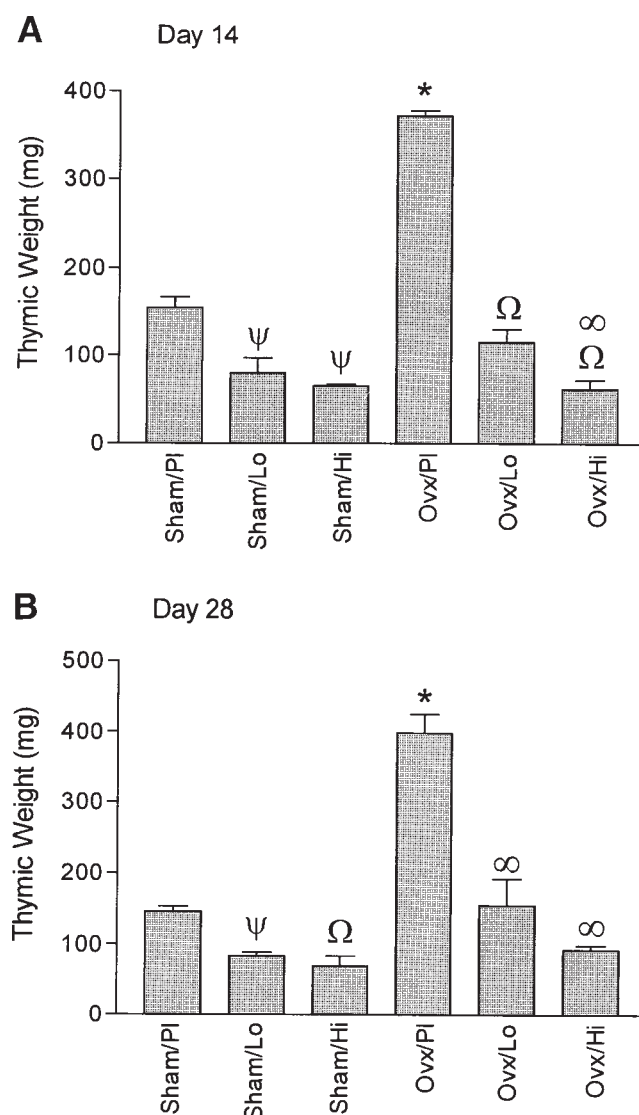 A Day 14
Thymic Weight (mg)
400
300
200
100
0
*
ψ
ψ
Ω
∞
Ω
Sham/Pl
Sham/Lo
Sham/Hi
Ovx/Pl
Ovx/Lo
Ovx/Hi
B Day 28
Thymic Weight (mg)
500
400
300
200
100
0
*
ψ
Ω
∞
∞
Sham/Pl
Sham/Lo
Sham/Hi
Ovx/Pl
Ovx/Lo
Ovx/Hi